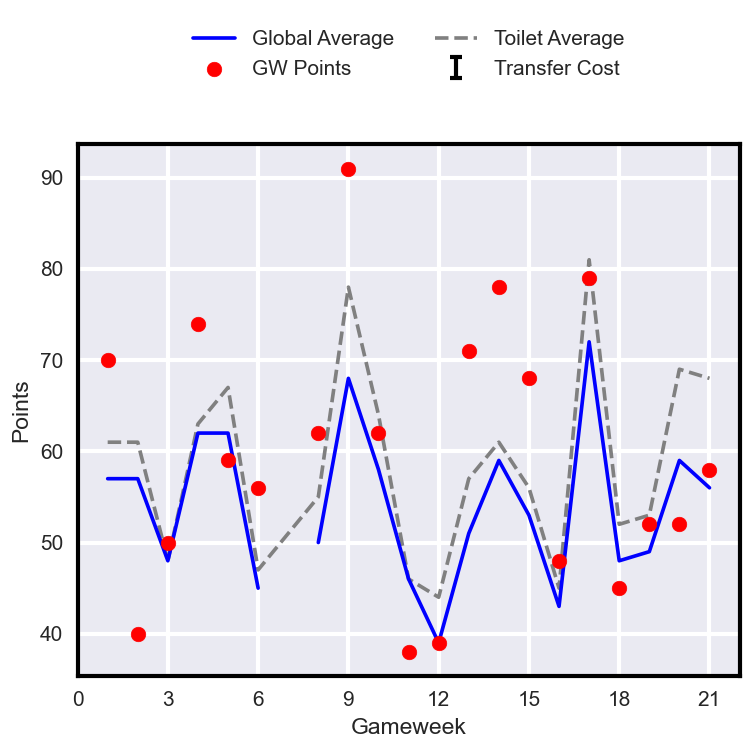 Global Average
Toilet Average
GW Points
Transfer Cost
90
80
70
60
50
40
Points
0 3 6 9 12 15 18 21
Gameweek